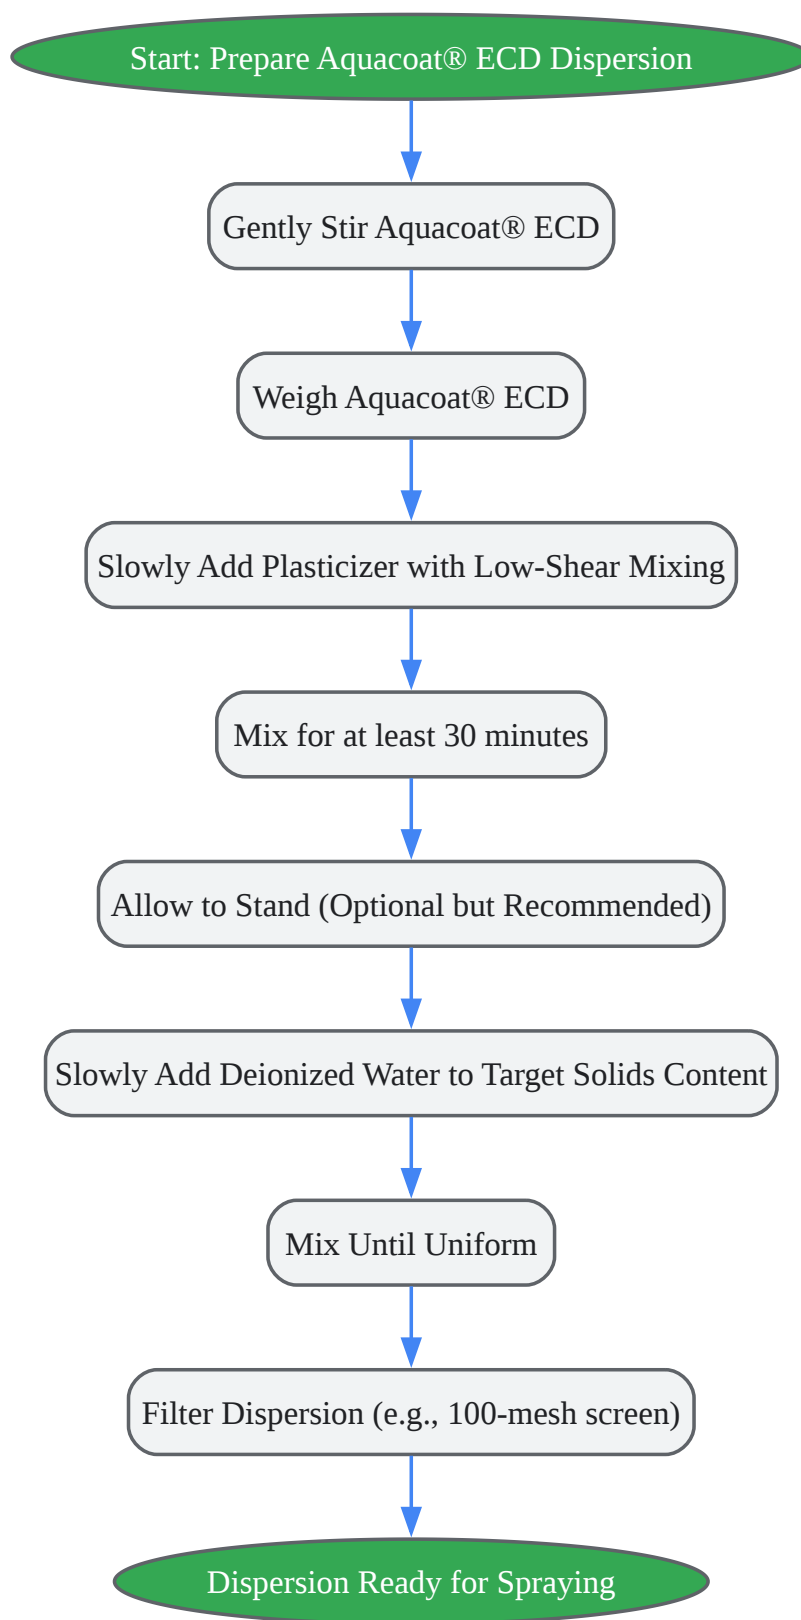 Start: Prepare Aquacoat® ECD Dispersion
Gently Stir Aquacoat® ECD
Weigh Aquacoat® ECD
Slowly Add Plasticizer with Low-Shear Mixing
Mix for at least 30 minutes
Allow to Stand (Optional but Recommended)
Slowly Add Deionized Water to Target Solids Content
Mix Until Uniform
Filter Dispersion (e.g., 100-mesh screen)
Dispersion Ready for Spraying